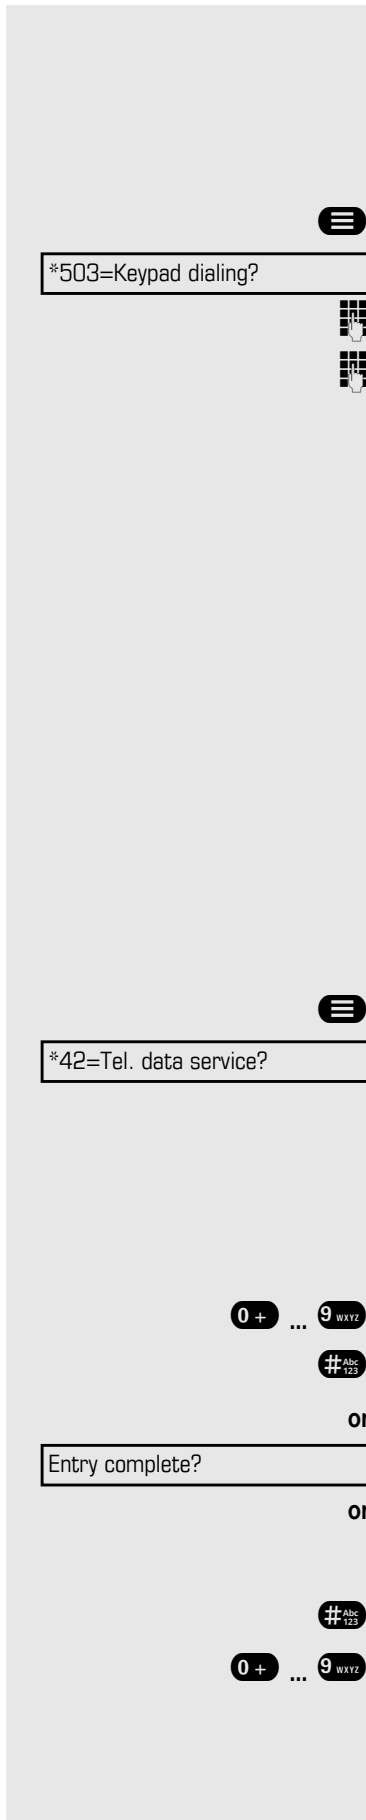 *503=Keypad dialing?
*42=Tel. data service?
0 + ... 9 WXYZ
# Abc 123
or
Entry complete?
or
# Abc 123
0 + ... 9 WXYZ